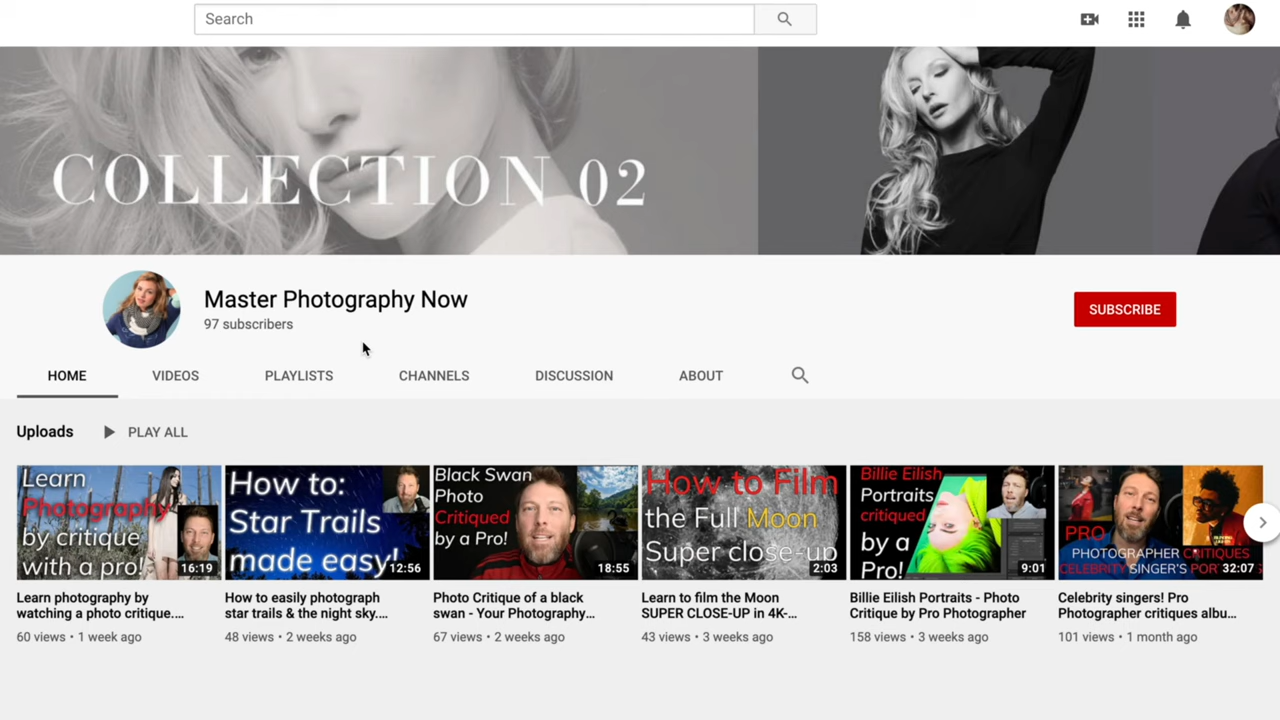 Search
COLLECTION 02
Master Photography Now
97 subscribers
SUBSCRIBE
HOME
VIDEOS
PLAYLISTS
CHANNELS
DISCUSSION
ABOUT
Uploads
PLAY ALL
Learn
Photography
by critique
with a pro!
16:19
How to:
Star Trails
made easy!
12:56
Black Swan
Photo
Critiqued
by a Pro!
18:55
How to Film
the Full Moon
Super close-up
2:03
Billie Eilish
Portraits
critiqued
by a
Pro!
9:01
PRO
PHOTOGRAPHER CRITIQUES
CELEBRITY SINGER'S
32:07
Learn photography by
watching a photo critique....
60 views • 1 week ago
How to easily photograph
star trails & the night sky....
48 views • 2 weeks ago
Photo Critique of a black
swan - Your Photography...
67 views • 2 weeks ago
Learn to film the Moon
SUPER CLOSE-UP in 4K-...
43 views • 3 weeks ago
Billie Eilish Portraits - Photo
Critique by Pro Photographer
158 views • 3 weeks ago
Celebrity singers! Pro
Photographer critiques albu...
101 views • 1 month ago